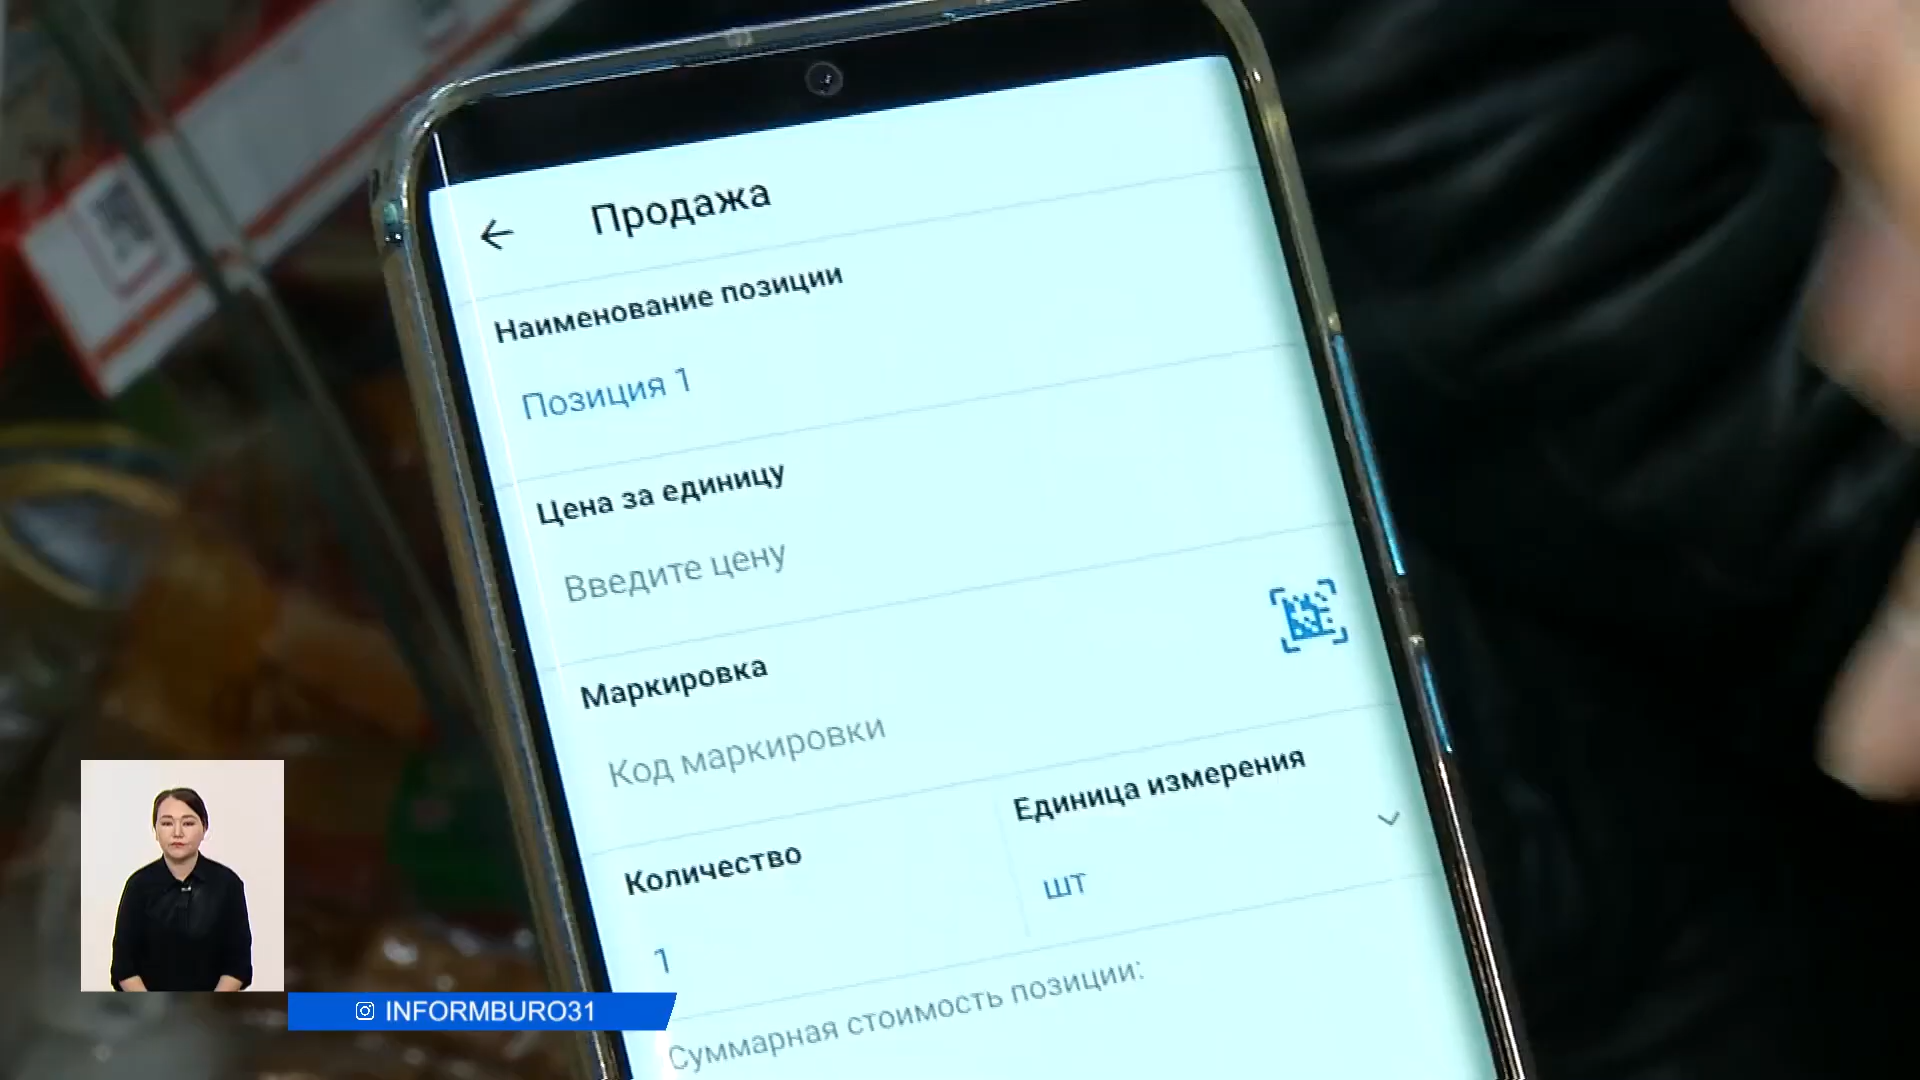 Продажа
Наименование позиции
Позиция 1
Цена за единицу
Введите цену
Маркировка
Код маркировки
Количество
Единица измерения
1
шт
Суммарная стоимость позиции:
INFORMBURO31